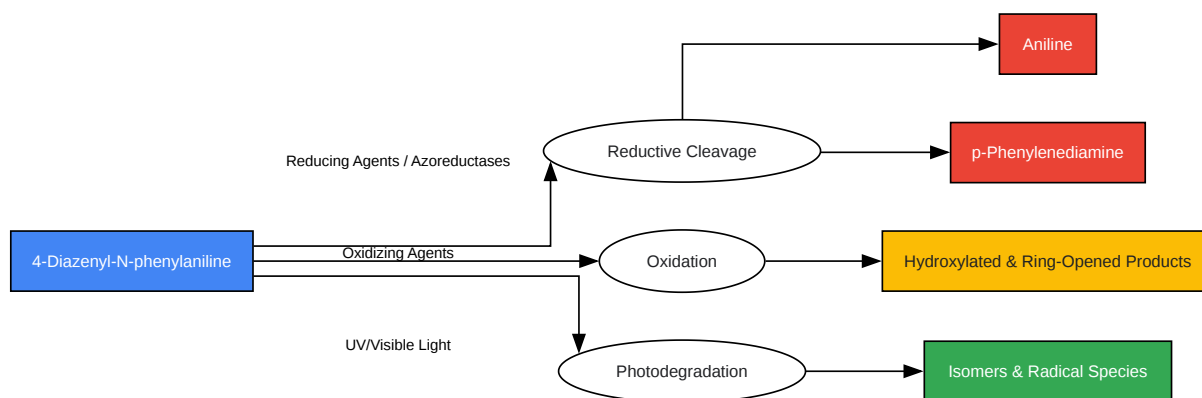 Aniline
Reducing Agents / Azoreductases
Reductive Cleavage
p-Phenylenediamine
4-Diazenyl-N-phenylaniline
Oxidizing Agents
Oxidation
Hydroxylated & Ring-Opened Products
UV/Visible Light
Photodegradation
Isomers & Radical Species